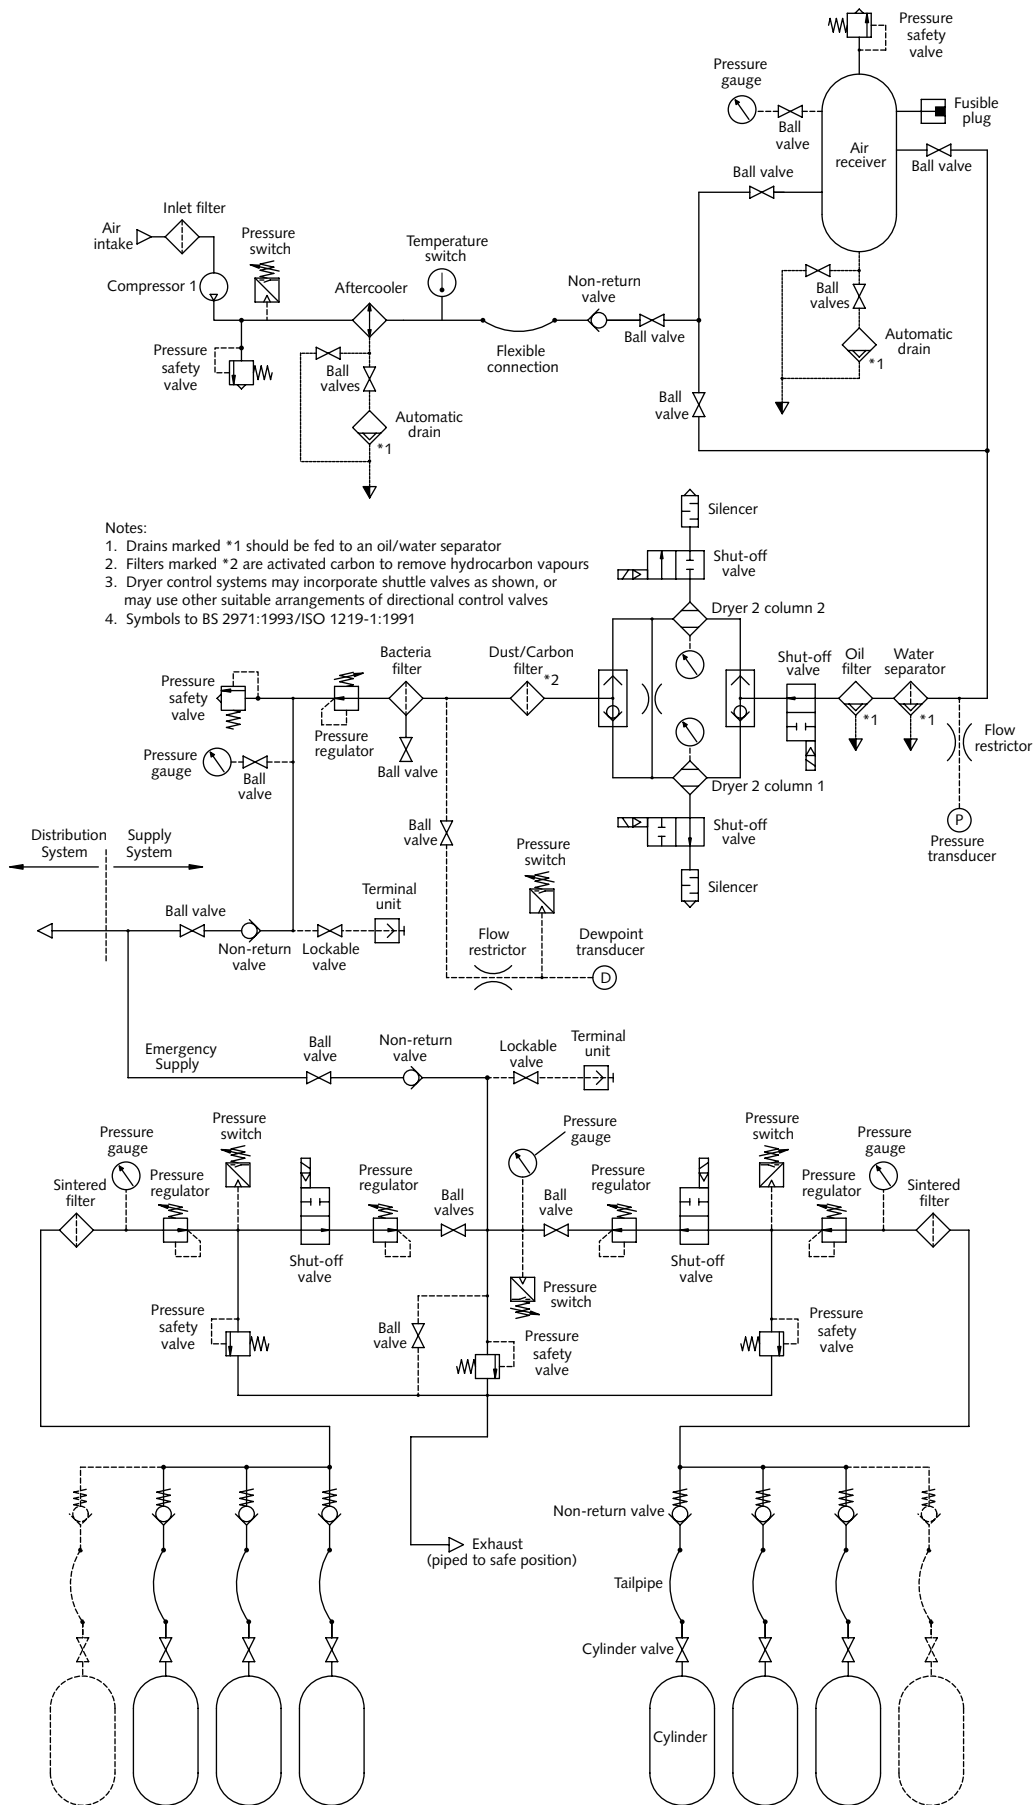 Pressure
safety
valve
Pressure
gauge
Ball
valve
Fusible
plug
Air
receiver
Ball valve
Ball valve
Inlet filter
Air
intake
Pressure
switch
Temperature
switch
Compressor 1
Aftercooler
Non-return
valve
Ball
valves
Ball valve
Flexible
connection
Pressure
safety
valve
Ball
valves
Automatic
drain
*1
Ball
valve
Automatic
drain
*1
Silencer
Notes:
1. Drains marked *1 should be fed to an oil/water separator
2. Filters marked *2 are activated carbon to remove hydrocarbon vapours
3. Dryer control systems may incorporate shuttle valves as shown, or
may use other suitable arrangements of directional control valves
4. Symbols to BS 2971:1993/ISO 1219-1:1991
Shut-off
valve
Dryer 2 column 2
Bacteria
filter
Dust/Carbon
filter
*2
Shut-off
valve
Oil
filter
Water
separator
*1
*1
Pressure
safety
valve
Pressure
regulator
Flow
restrictor
Pressure
gauge
Ball
valve
Ball valve
Dryer 2 column 1
P
Pressure
transducer
Distribution
System
Supply
System
Ball
valve
Shut-off
valve
Pressure
switch
Silencer
Terminal
unit
Ball valve
Non-return
valve
Lockable
valve
Flow
restrictor
Dewpoint
transducer
D
Emergency
Supply
Ball
valve
Non-return
valve
Lockable
valve
Terminal
unit
Pressure
gauge
Pressure
switch
Pressure
gauge
Pressure
switch
Pressure
gauge
Sintered
filter
Pressure
regulator
Pressure
regulator
Ball
valves
Ball
valve
Pressure
regulator
Pressure
regulator
Sintered
filter
Shut-off
valve
Shut-off
valve
Pressure
switch
Pressure
safety
valve
Ball
valve
Pressure
safety
valve
Pressure
safety
valve
Non-return valve
Exhaust
(piped to safe position)
Tailpipe
Cylinder valve
Cylinder